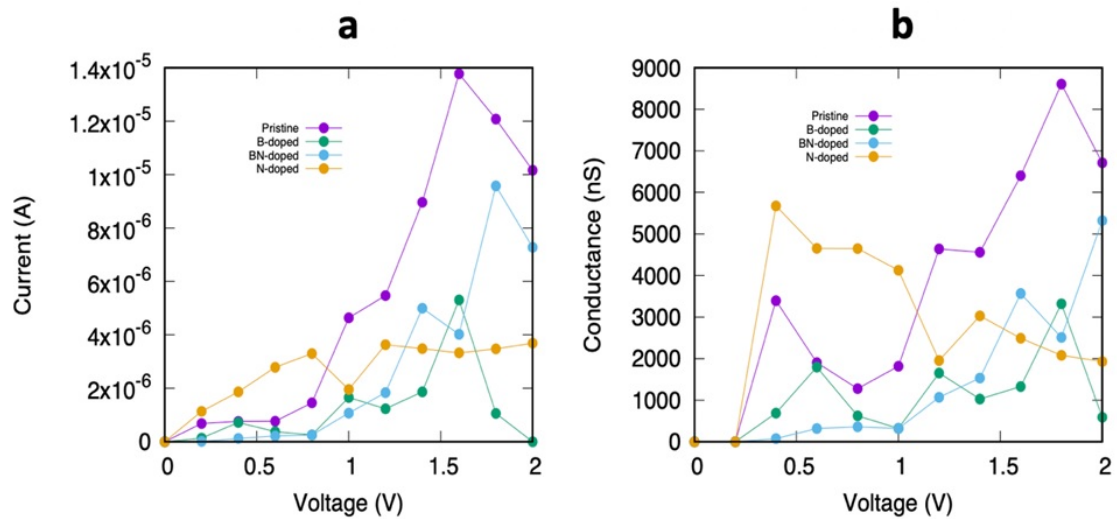 a
1.4x10⁻⁵
1.2x10⁻⁵
1x10⁻⁵
8x10⁻⁶
6x10⁻⁶
4x10⁻⁶
2x10⁻⁶
0
Current (A)
Pristine
B-doped
BN-doped
N-doped
0 0.5 1 1.5 2
Voltage (V)
b
9000
8000
7000
6000
5000
4000
3000
2000
1000
0
Conductance (nS)
Pristine
B-doped
BN-doped
N-doped
0 0.5 1 1.5 2
Voltage (V)